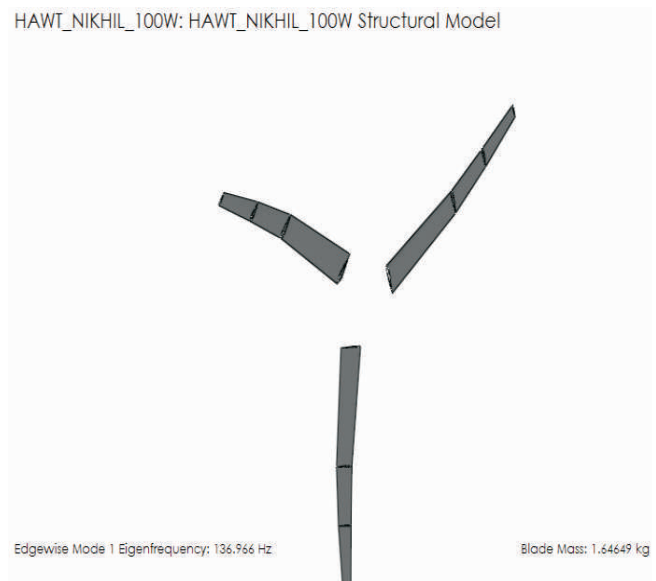 HAWT_NIKHIL_100W: HAWT_NIKHIL_100W Structural Model
Edgewise Mode 1 Eigenfrequency: 136.966 Hz
Blade Mass: 1.64649 kg